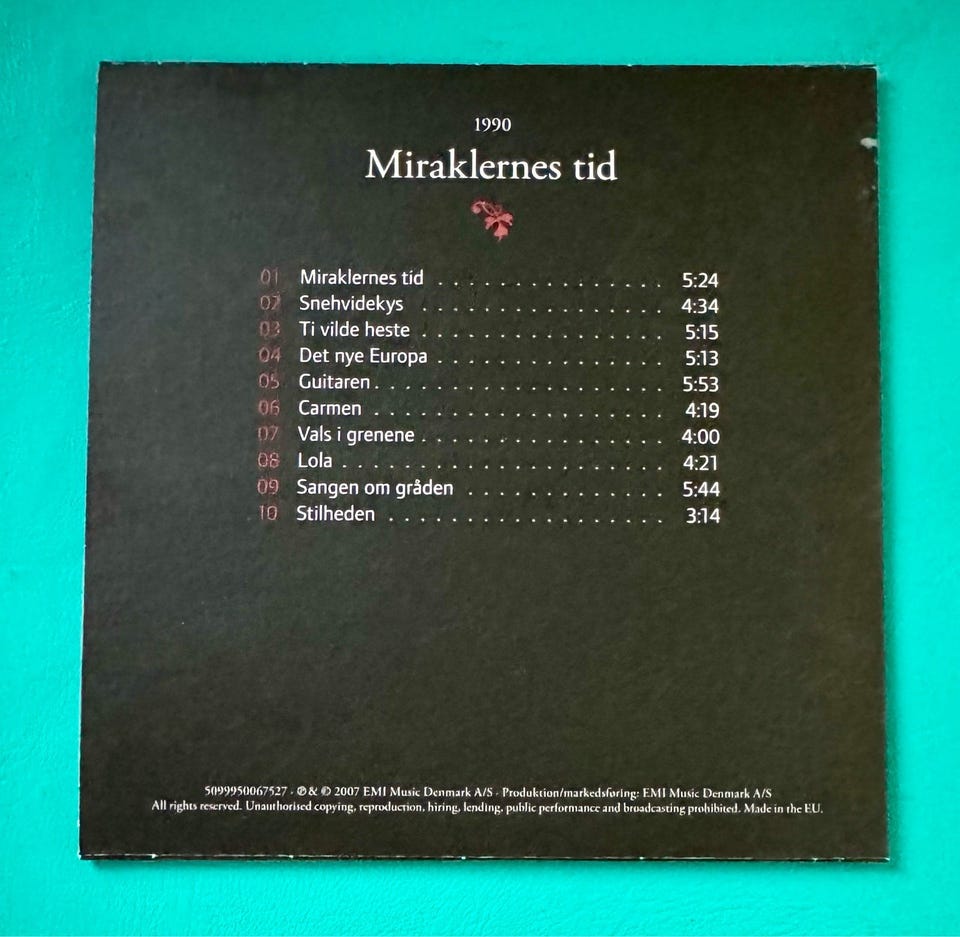 1990
Miraklernes tid
01 Miraklernes tid . . . . . . . . . . . . . . . 5:24
02 Snehvidekys . . . . . . . . . . . . . . . . 4:34
03 Ti vilde heste . . . . . . . . . . . . . . . . 5:15
04 Det nye Europa . . . . . . . . . . . . . . . 5:13
05 Guitaren . . . . . . . . . . . . . . . . . . . 5:53
06 Carmen . . . . . . . . . . . . . . . . . . . 4:19
07 Vals i grenene . . . . . . . . . . . . . . . . 4:00
08 Lola . . . . . . . . . . . . . . . . . . . . . 4:21
09 Sangen om gråden . . . . . . . . . . . . . 5:44
10 Stilheden . . . . . . . . . . . . . . . . . . 3:14
5099950067527 · ℗ & © 2007 EMI Music Denmark A/S · Produktion/markedsføring: EMI Music Denmark A/S
All rights reserved. Unauthorised copying, reproduction, hiring, lending, public performance and broadcasting prohibited. Made in the EU.